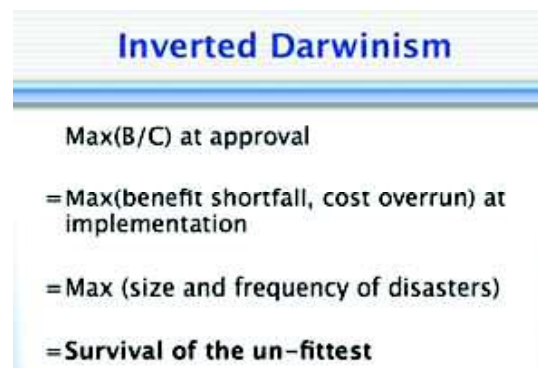 Inverted Darwinism
Max(B/C) at approval
=Max(benefit shortfall, cost overrun) at
implementation
=Max (size and frequency of disasters)
=Survival of the un-fittest